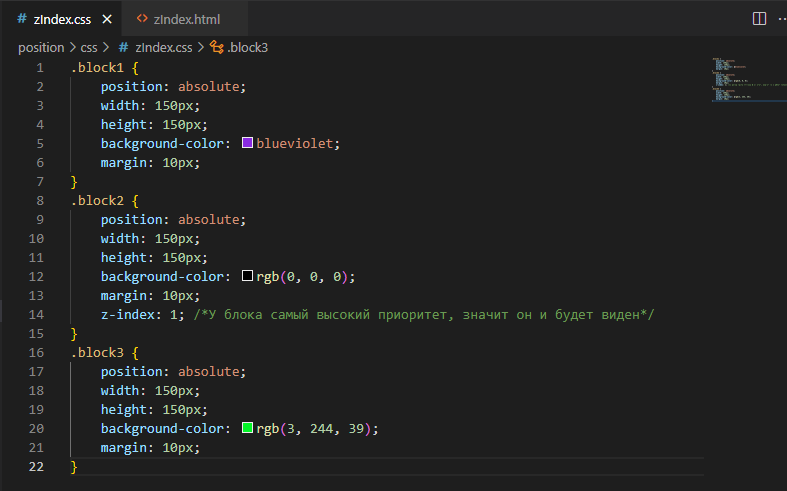 # zIndex.css × <> zIndex.html
position > css > # zIndex.css > .block3
1 .block1 {
2 position: absolute;
3 width: 150px;
4 height: 150px;
5 background-color: blueviolet;
6 margin: 10px;
7 }
8 .block2 {
9 position: absolute;
10 width: 150px;
11 height: 150px;
12 background-color: rgb(0, 0, 0);
13 margin: 10px;
14 z-index: 1; /*У блока самый высокий приоритет, значит он и будет виден*/
15 }
16 .block3 {
17 position: absolute;
18 width: 150px;
19 height: 150px;
20 background-color: rgb(3, 244, 39);
21 margin: 10px;
22 }